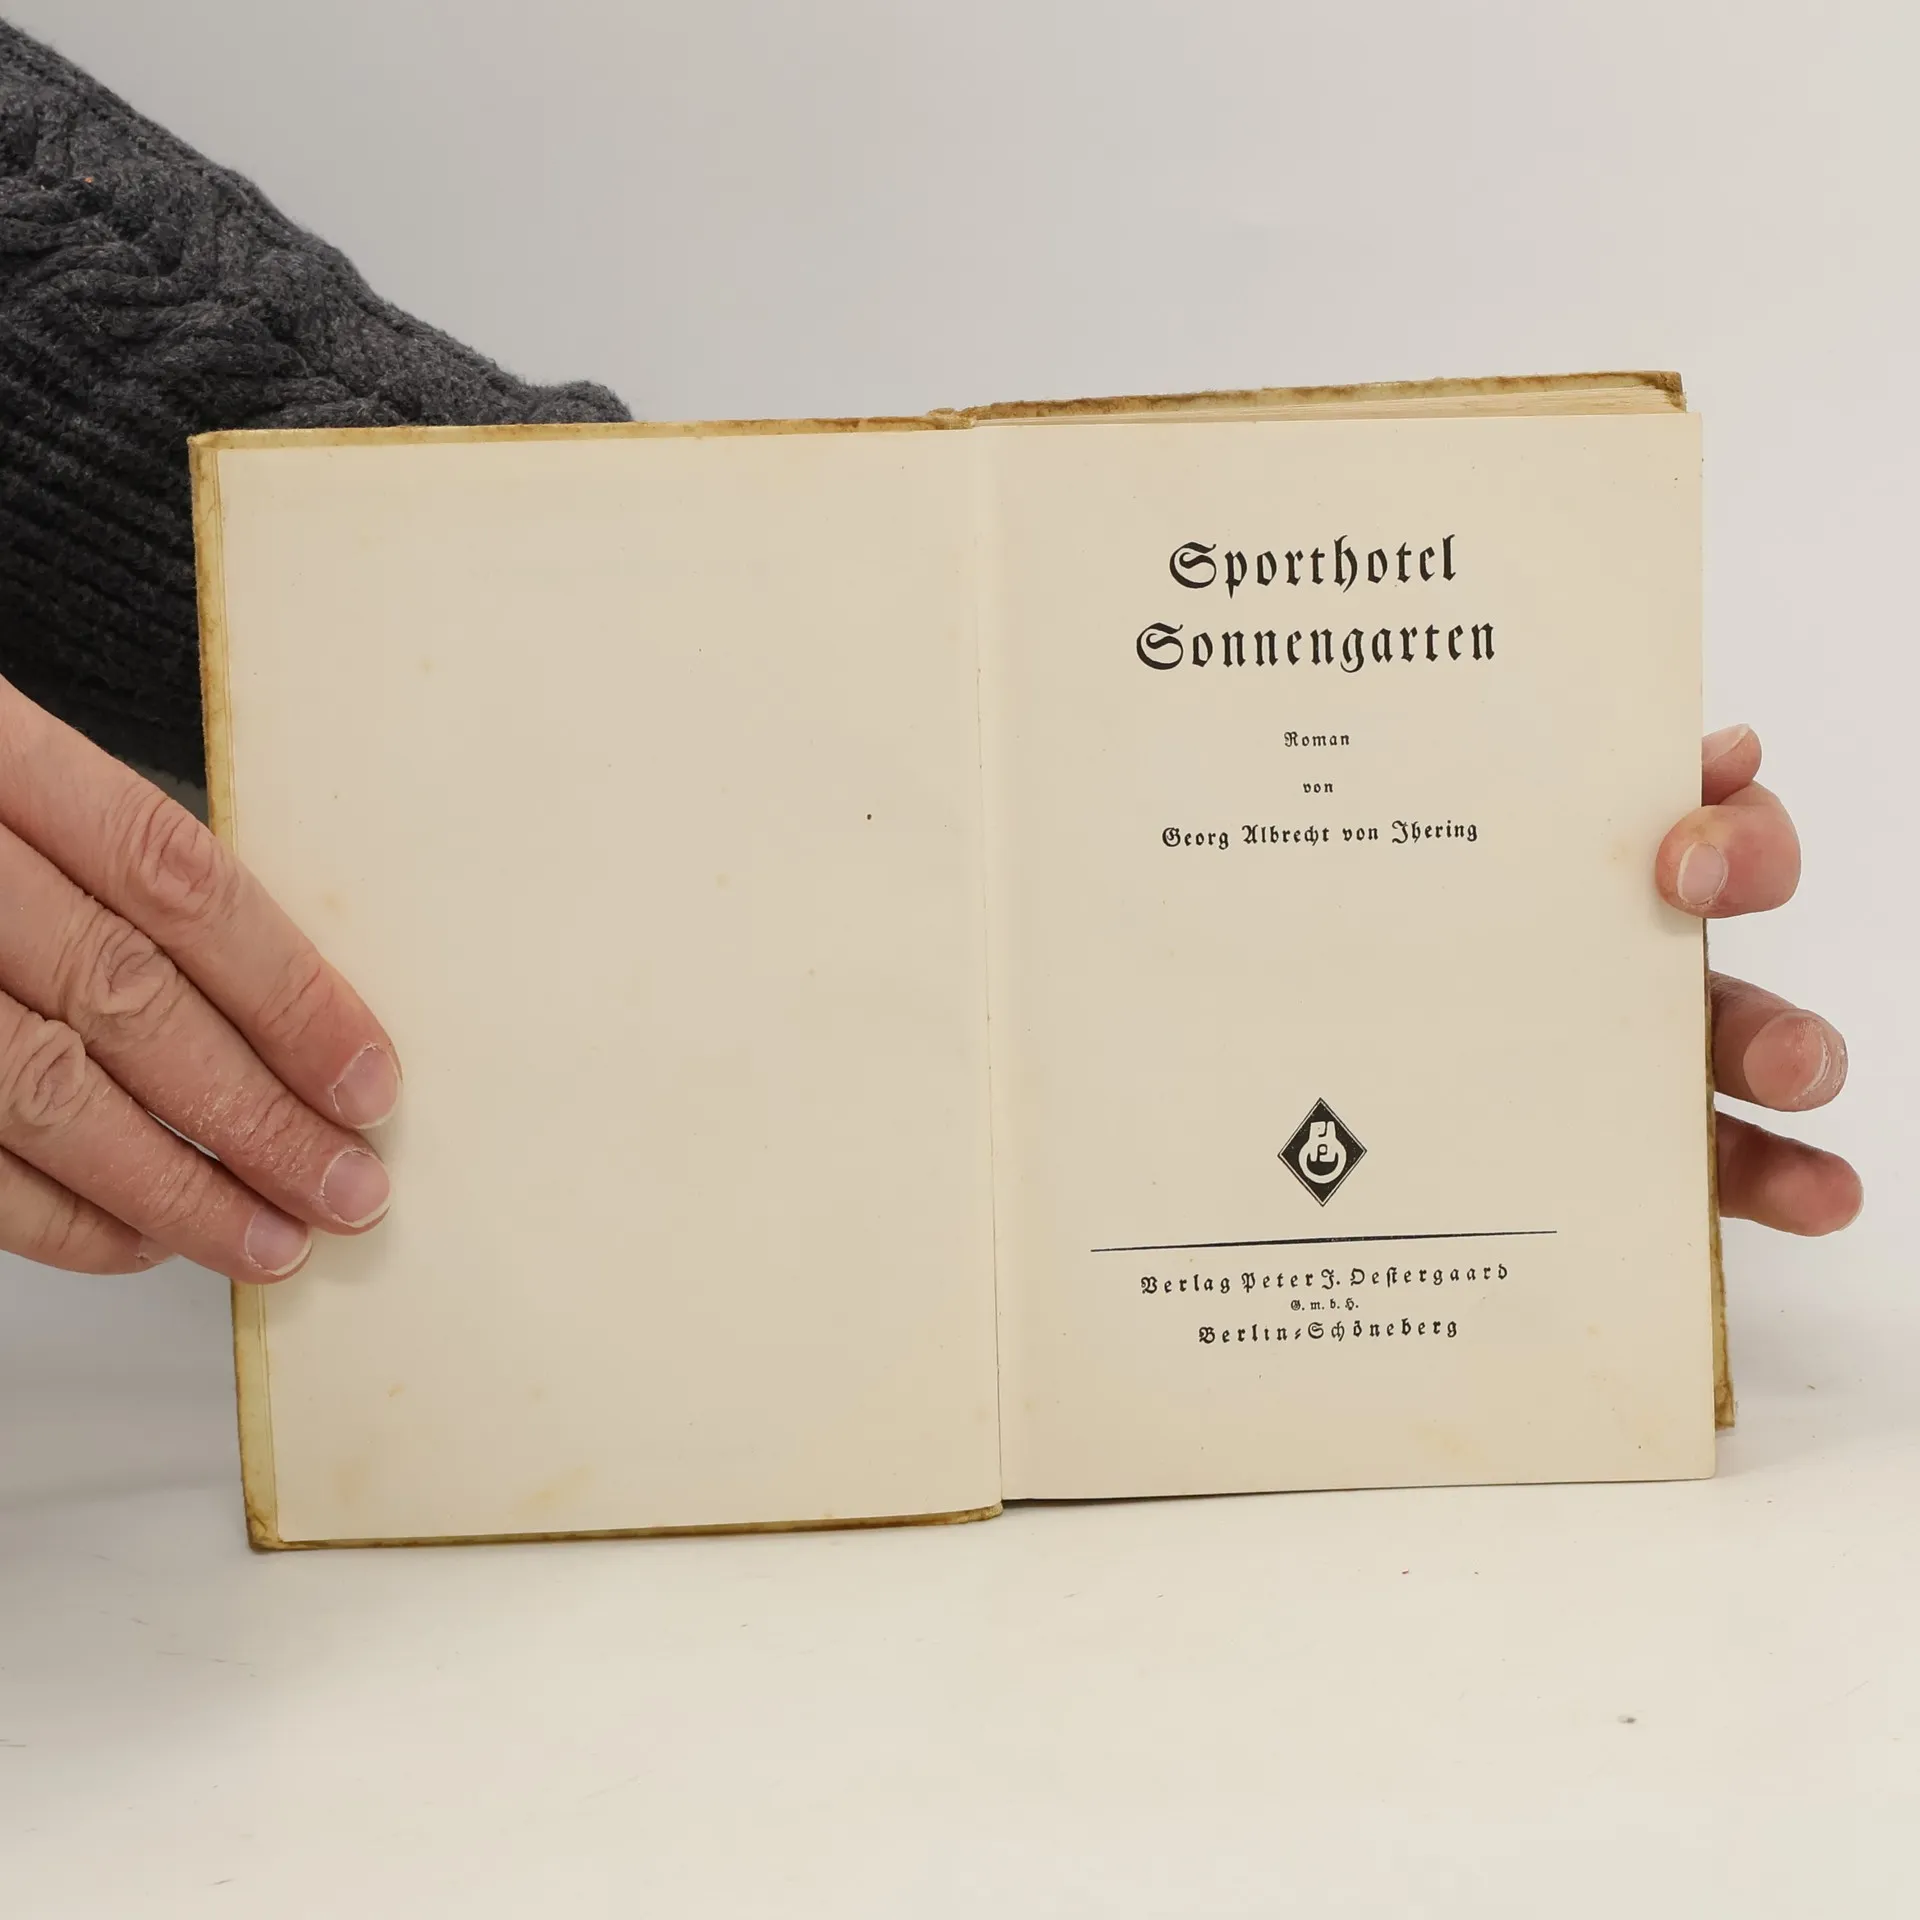 Sporthotel
Sonnengarten
Roman
von
Georg Albrecht von Ihering
Verlag Peter J. Oestergaard
G. m. b. H.
Berlin-Schöneberg